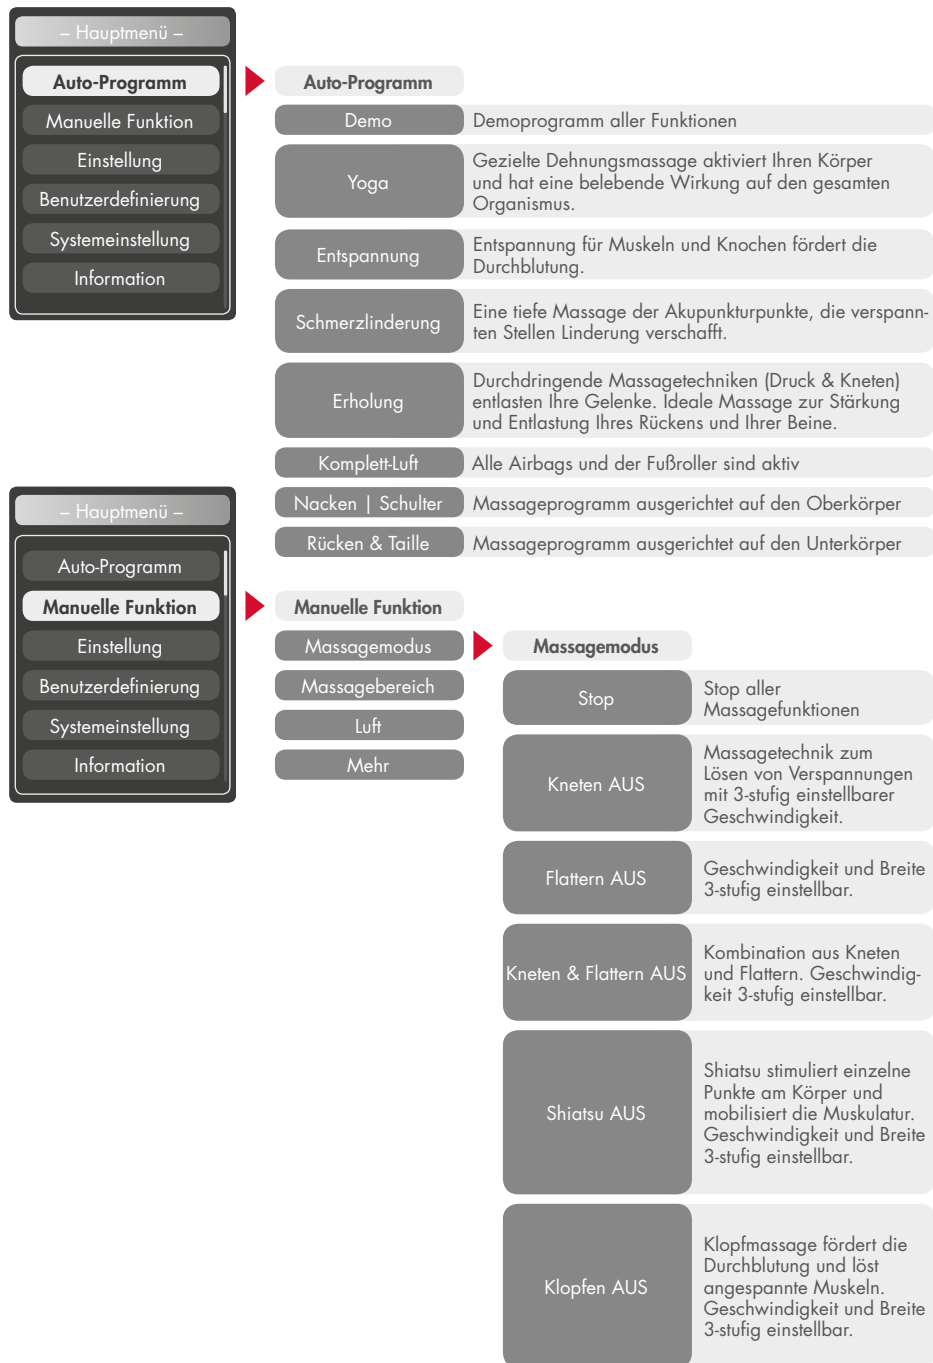 – Hauptmenü –
Auto-Programm
Manuelle Funktion
Einstellung
Benutzerdefinierung
Systemeinstellung
Information
Auto-Programm
Demo
Demoprogramm aller Funktionen
Yoga
Gezielte Dehnungsmassage aktiviert Ihren Körper
und hat eine belebende Wirkung auf den gesamten
Organismus.
Entspannung
Entspannung für Muskeln und Knochen fördert die
Durchblutung.
Schmerzlinderung
Eine tiefe Massage der Akupunkturpunkte, die verspann-
ten Stellen Linderung verschafft.
Erholung
Durchdringende Massagetechniken (Druck & Kneten)
entlasten Ihre Gelenke. Ideale Massage zur Stärkung
und Entlastung Ihres Rückens und Ihrer Beine.
Komplett-Luft
Alle Airbags und der Fußroller sind aktiv
Nacken | Schulter
Massageprogramm ausgerichtet auf den Oberkörper
Rücken & Taille
Massageprogramm ausgerichtet auf den Unterkörper
– Hauptmenü –
Auto-Programm
Manuelle Funktion
Einstellung
Benutzerdefinierung
Systemeinstellung
Information
Manuelle Funktion
Massagemodus
Massagebereich
Luft
Mehr
Massagemodus
Stop
Stop aller
Massagefunktionen
Kneten AUS
Massagetechnik zum
Lösen von Verspannungen
mit 3-stufig einstellbarer
Geschwindigkeit.
Flattern AUS
Geschwindigkeit und Breite
3-stufig einstellbar.
Kneten & Flattern AUS
Kombination aus Kneten
und Flattern. Geschwindig-
keit 3-stufig einstellbar.
Shiatsu AUS
Shiatsu stimuliert einzelne
Punkte am Körper und
mobilisiert die Muskulatur.
Geschwindigkeit und Breite
3-stufig einstellbar.
Klopfen AUS
Klopfmassage fördert die
Durchblutung und löst
angespannte Muskeln.
Geschwindigkeit und Breite
3-stufig einstellbar.